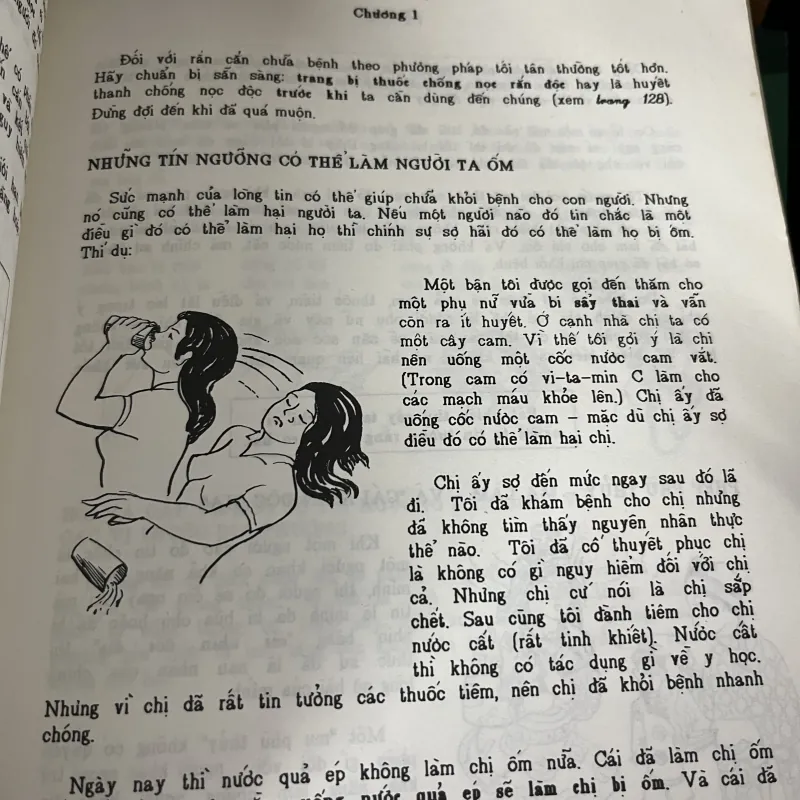 Chương 1
Đối với rắn cắn chữa bệnh theo phương pháp tối tân thường tốt hơn.
Hãy chuẩn bị sẵn sàng: trang bị thuốc chống nọc rắn độc hay là huyết
thanh chống nọc độc trước khi ta cần dùng đến chúng (xem trang 128).
Đừng đợi đến khi đã quá muộn.
NHỮNG TÍN NGƯỠNG CÓ THỂ LÀM NGƯỜI TA ỐM
Sức mạnh của lòng tin có thể giúp chữa khỏi bệnh cho con người. Nhưng
nó cũng có thể làm hại người ta. Nếu một người nào đó tin chắc là một
điều gì đó có thể làm hại họ thì chính sự sợ hãi đó có thể làm họ bị ốm.
Thí dụ:
Một bận tôi được gọi đến thăm cho
một phụ nữ vừa bi sẩy thai và vẫn
còn ra ít huyết. Ở cạnh nhà chị ta có
một cây cam. Vì thế tôi gới ý là chị
nên uống một cốc nước cam vắt.
(Trong cam có vi-ta-min C làm cho
các mạch máu khỏe lên.) Chị ấy đã
uống cốc nước cam – mặc dù chị ấy sợ
điều đó có thể làm hại chị.
Chị ấy sợ đến mức ngay sau đó lã
đi. Tôi đã khám bệnh cho chị nhưng
đã không tìm thấy nguyên nhân thực
thể nào. Tôi đã cố thuyết phục chị
là không có gì nguy hiểm đối với chị
cả. Nhưng chị cứ nói là chị sắp
chết. Sau cùng tôi đành tiêm cho chị
nước cất (rất tinh khiết). Nước cất
thì không có tác dụng gì về y học.
Nhưng vì chị đã rất tin tưởng các thuốc tiêm, nên chị đã khỏi bệnh nhanh
chóng.
Ngày nay thì nước quả ép không làm chị ốm nữa. Cái đã làm chị ốm
uống nước quả ép sẽ làm chị bị ốm. Và cái đã